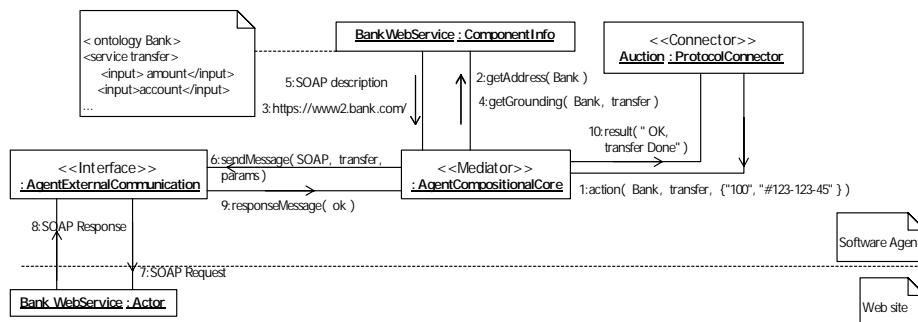 < ontology Bank>
<service transfer>
<input> amount</input>
<input>account</input>
...
BankWebService : ComponentInfo
<<Connector>>
Auction : ProtocolConnector
5:SOAP description
3:https://www2.bank.com/
2:getAddress( Bank )
4:getGrounding( Bank, transfer)
10:result( " OK,
transfer Done" )
<<Interface>>
: AgentExternalCommunication
6:sendMessage( SOAP, transfer,
params )
9:responseMessage( ok )
<<Mediator>>
: AgentCompositionalCore
1:action( Bank, transfer, {"100", "#123-123-45" })
8:SOAP Response
7:SOAP Request
Software Agent
Bank WebService : Actor
Web site